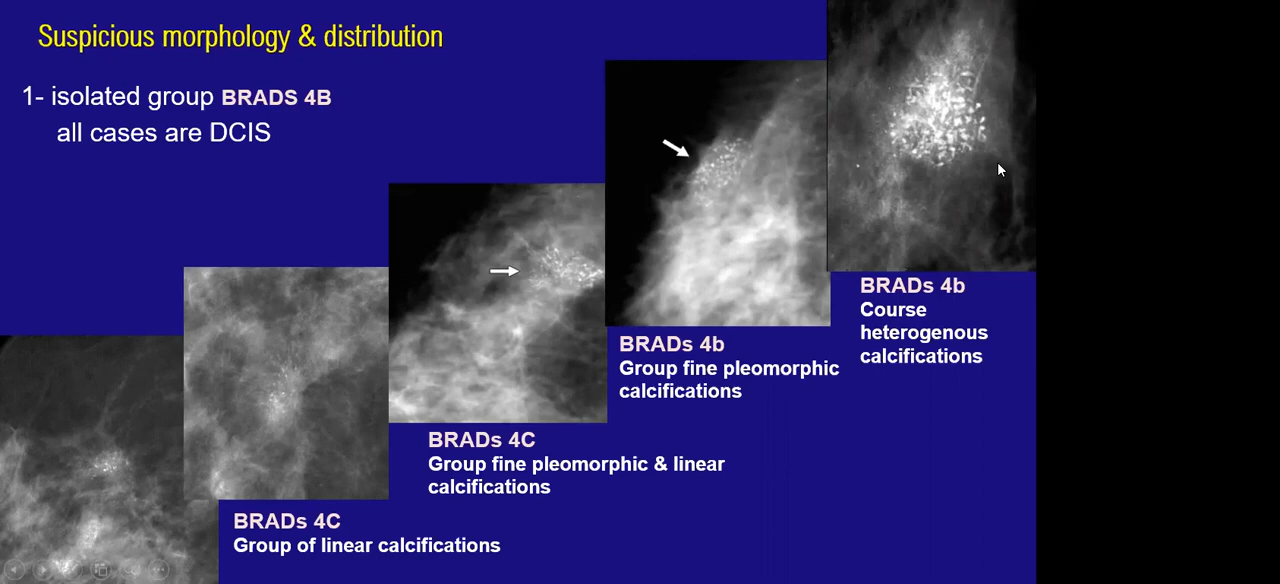 Suspicious morphology & distribution
1- isolated group BRADS 4B
all cases are DCIS
BRADs 4b
Course
heterogenous
calcifications
BRADs 4b
Group fine pleomorphic
calcifications
BRADs 4C
Group fine pleomorphic & linear
calcifications
BRADs 4C
Group of linear calcifications